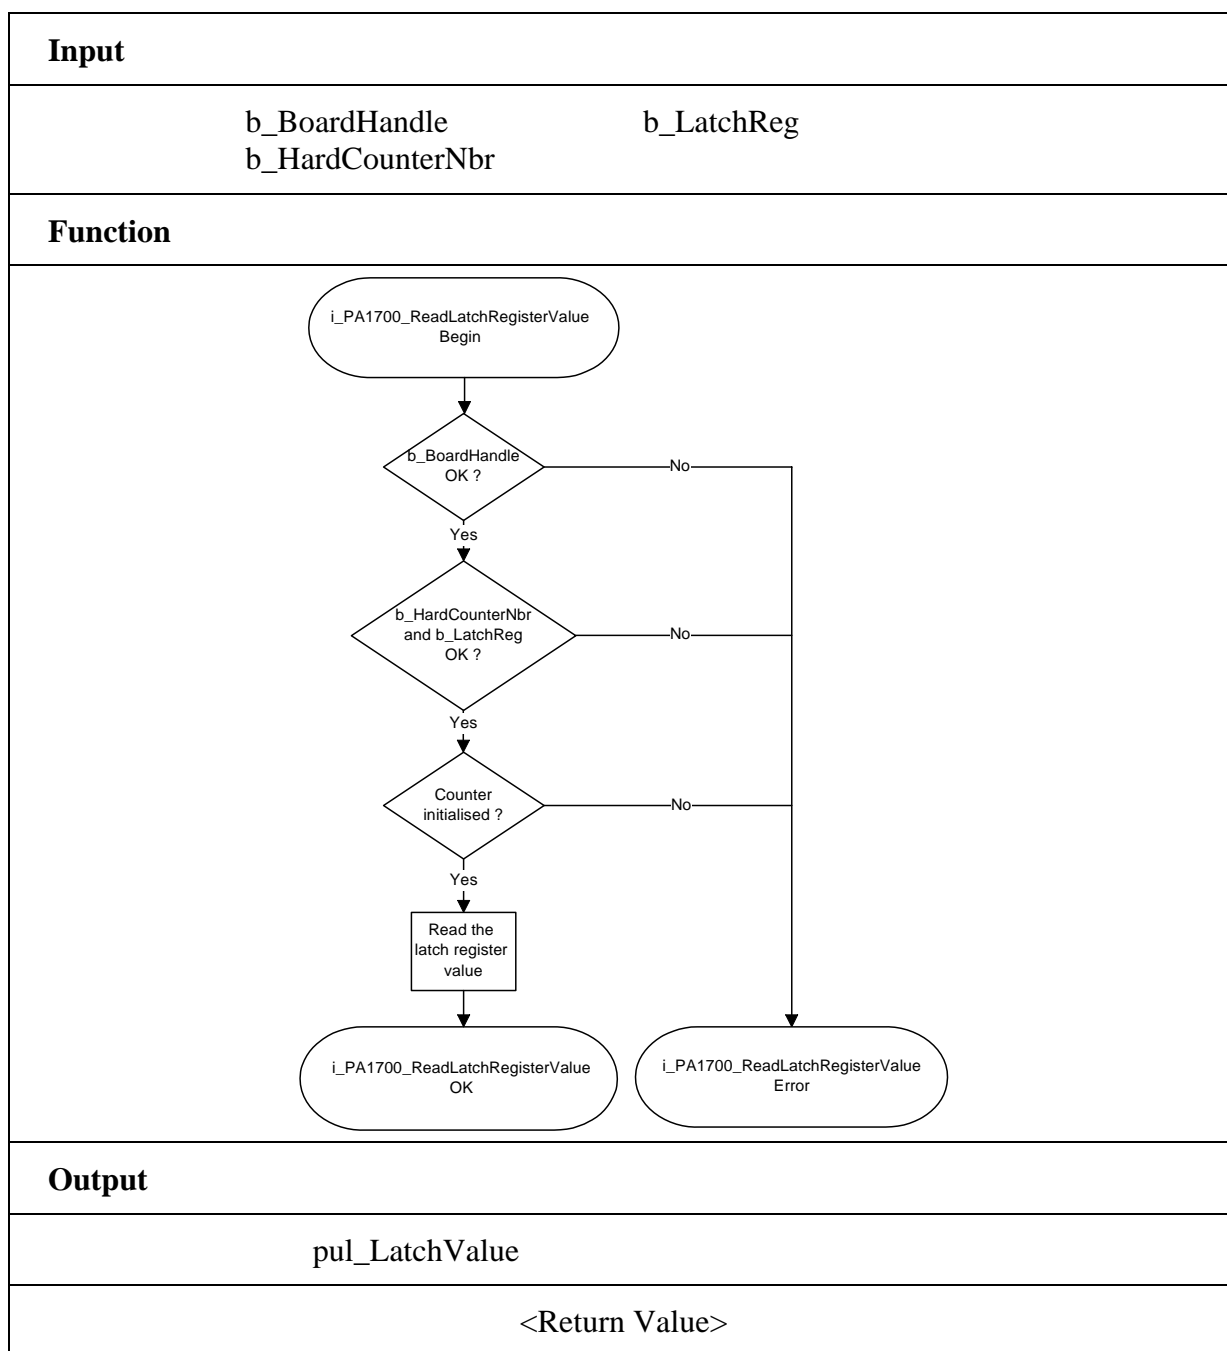 Input
b_BoardHandle b_LatchReg
b_HardCounterNbr
Function
i_PA1700_ReadLatchRegisterValue
Begin
b_BoardHandle
OK ?
No
Yes
b_HardCounterNbr
and b_LatchReg
OK ?
No
Yes
Counter
initialised ?
No
Yes
Read the
latch register
value
i_PA1700_ReadLatchRegisterValue
OK
i_PA1700_ReadLatchRegisterValue
Error
Output
pul_LatchValue
<Return Value>